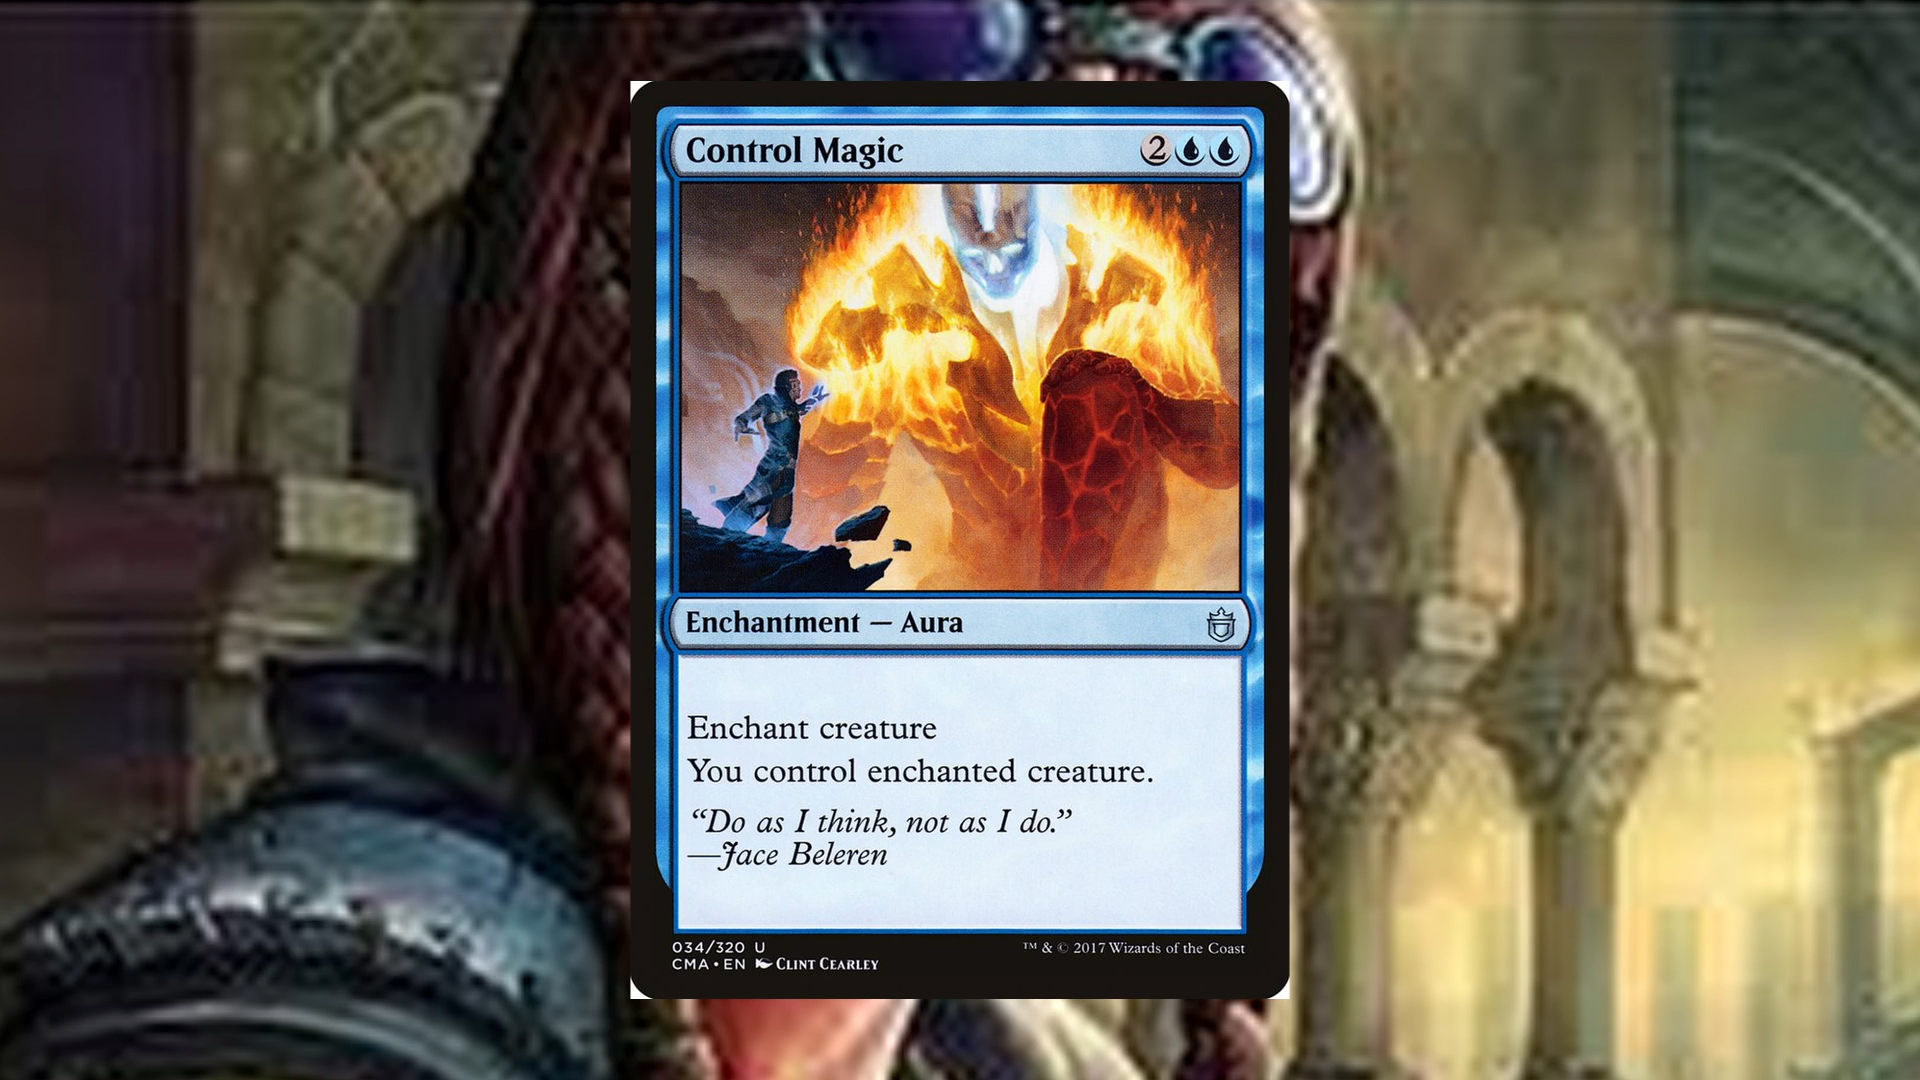 Control Magic 2
Enchantment — Aura
Enchant creature
You control enchanted creature.
“Do as I think, not as I do.”
—Jace Beleren
034/320 U
™ & © 2017 Wizards of the Coast
CMA • EN Clint Cearley